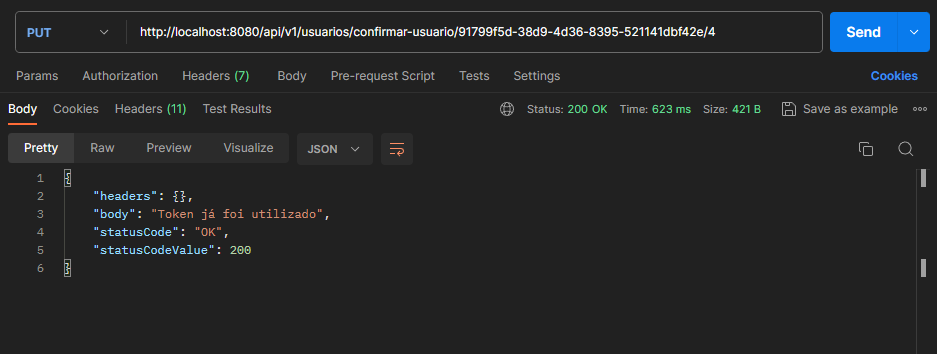 PUT http://localhost:8080/api/v1/usuarios/confirmar-usuario/91799f5d-38d9-4d36-8395-521141dbf42e/4 Send
Params Authorization Headers (7) Body Pre-request Script Tests Settings Cookies
Body Cookies Headers (11) Test Results Status: 200 OK Time: 623 ms Size: 421 B Save as example
Pretty Raw Preview Visualize JSON
1 {
2 "headers": {},
3 "body": "Token já foi utilizado",
4 "statusCode": "OK",
5 "statusCodeValue": 200
6 }